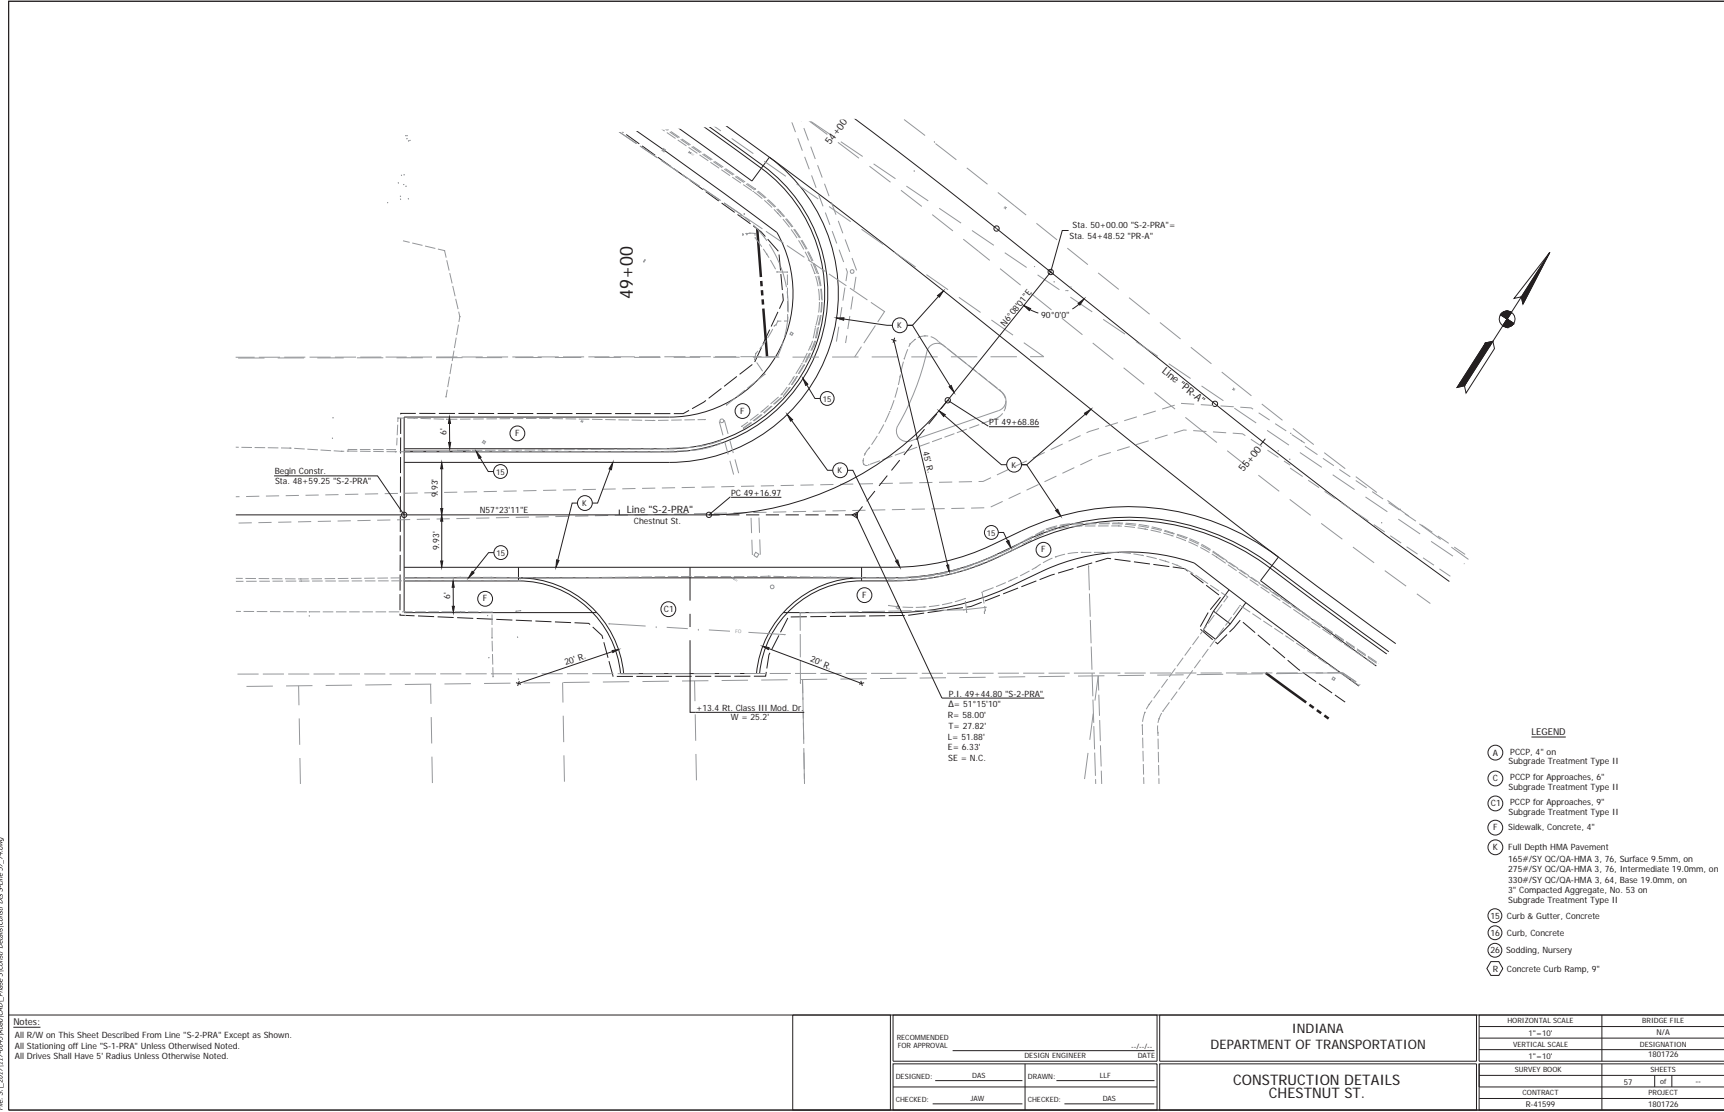 54+00
Sta. 50+00.00 "S-2-PRA"=
Sta. 54+48.52 "PR-A"
49+00
N6°08'01"E
90°0'0"
K
Line "PR-A"
15
F
PT 49+68.86
6'
F
K
55+00
45' R.
15
K
Begin Constr.
Sta. 48+59.25 "S-2-PRA"
9.93'
PC 49+16.97
K
N57°23'11"E
Line "S-2-PRA"
Chestnut St.
9.93'
15
15
F
6'
F
C1
F
20' R.
20' R.
P.I. 49+44.80 "S-2-PRA"
Δ= 51°15'10"
R= 58.00'
T= 27.82'
L= 51.88'
E= 6.33'
SE = N.C.
+13.4 Rt. Class III Mod. Dr.
W = 25.2'
LEGEND
A PCCP, 4" on
Subgrade Treatment Type II
C PCCP for Approaches, 6"
Subgrade Treatment Type II
C1 PCCP for Approaches, 9"
Subgrade Treatment Type II
F Sidewalk, Concrete, 4"
K Full Depth HMA Pavement
165#/SY QC/QA-HMA 3, 76, Surface 9.5mm, on
275#/SY QC/QA-HMA 3, 76, Intermediate 19.0mm, on
330#/SY QC/QA-HMA 3, 64, Base 19.0mm, on
3" Compacted Aggregate, No. 53 on
Subgrade Treatment Type II
15 Curb & Gutter, Concrete
16 Curb, Concrete
26 Sodding, Nursery
R Concrete Curb Ramp, 9"
Notes:
All R/W on This Sheet Described From Line "S-2-PRA" Except as Shown.
All Stationing off Line "S-1-PRA" Unless Otherwised Noted.
All Drives Shall Have 5' Radius Unless Otherwise Noted.
RECOMMENDED
FOR APPROVAL --/--/--
DESIGN ENGINEER DATE
DESIGNED: DAS DRAWN: LLF
CHECKED: JAW CHECKED: DAS
INDIANA
DEPARTMENT OF TRANSPORTATION
CONSTRUCTION DETAILS
CHESTNUT ST.
HORIZONTAL SCALE BRIDGE FILE
1"=10' N/A
VERTICAL SCALE DESIGNATION
1"=10' 1801726
SURVEY BOOK SHEETS
57 of --
CONTRACT PROJECT
R-41599 1801726